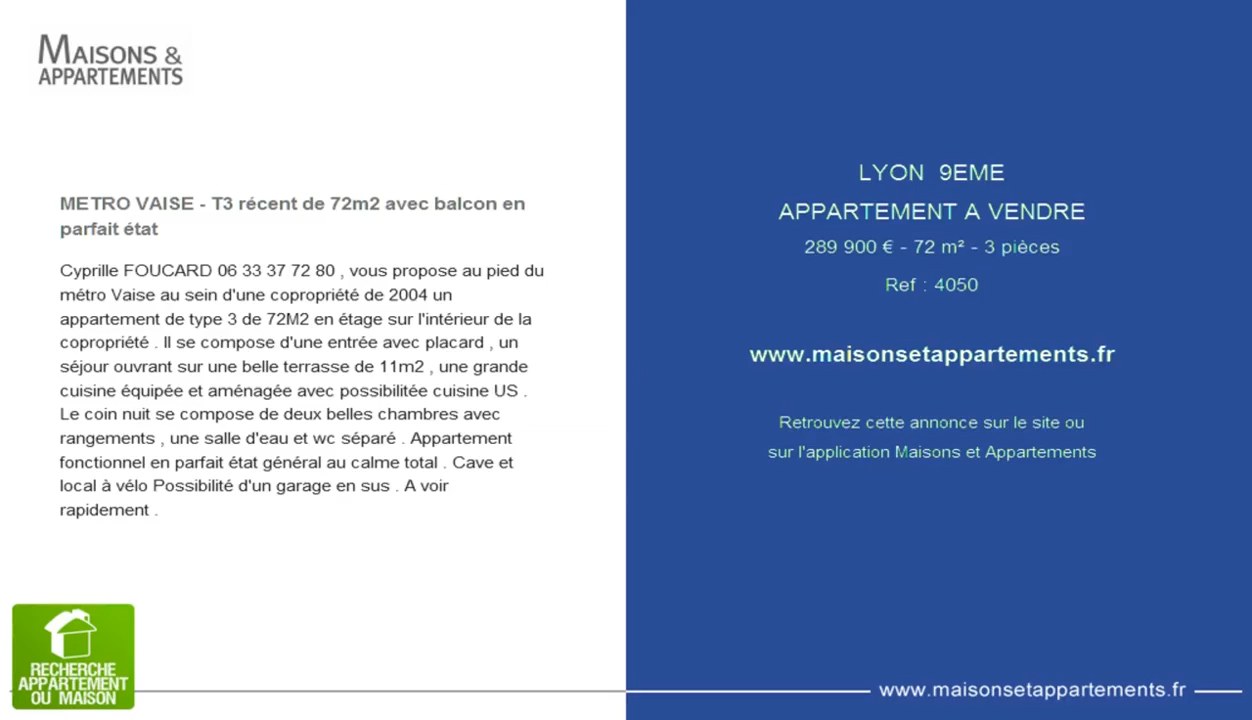 MAISONS &
APPARTEMENTS
METRO VAISE - T3 récent de 72m2 avec balcon en
parfait état
Cyprille FOUCARD 06 33 37 72 80 , vous propose au pied du
métro Vaise au sein d'une copropriété de 2004 un
appartement de type 3 de 72M2 en étage sur l'intérieur de la
copropriété . Il se compose d'une entrée avec placard , un
séjour ouvrant sur une belle terrasse de 11m2 , une grande
cuisine équipée et aménagée avec possibilitée cuisine US .
Le coin nuit se compose de deux belles chambres avec
rangements , une salle d'eau et wc séparé . Appartement
fonctionnel en parfait état général au calme total . Cave et
local à vélo Possibilité d'un garage en sus . A voir
rapidement .
RECHERCHE
APPARTEMENT
OU MAISON
LYON 9EME
APPARTEMENT A VENDRE
289 900 € - 72 m² - 3 pièces
Ref : 4050
www.maisonsetappartements.fr
Retrouvez cette annonce sur le site ou
sur l'application Maisons et Appartements
www.maisonsetappartements.fr